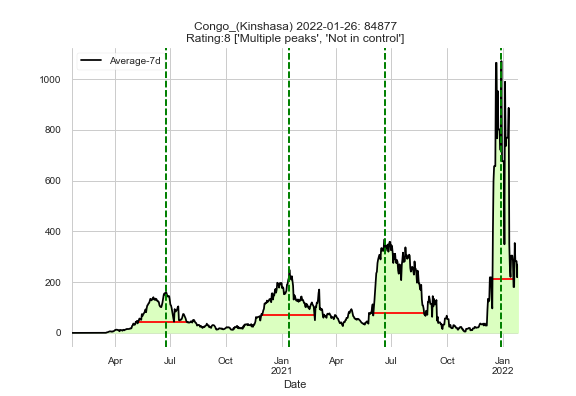 Congo_(Kinshasa) 2022-01-26: 84877
Rating:8 ['Multiple peaks', 'Not in control']
Average-7d
1000
800
600
400
200
0
Apr Jul Oct Jan Apr Jul Oct Jan
2021 2022
Date